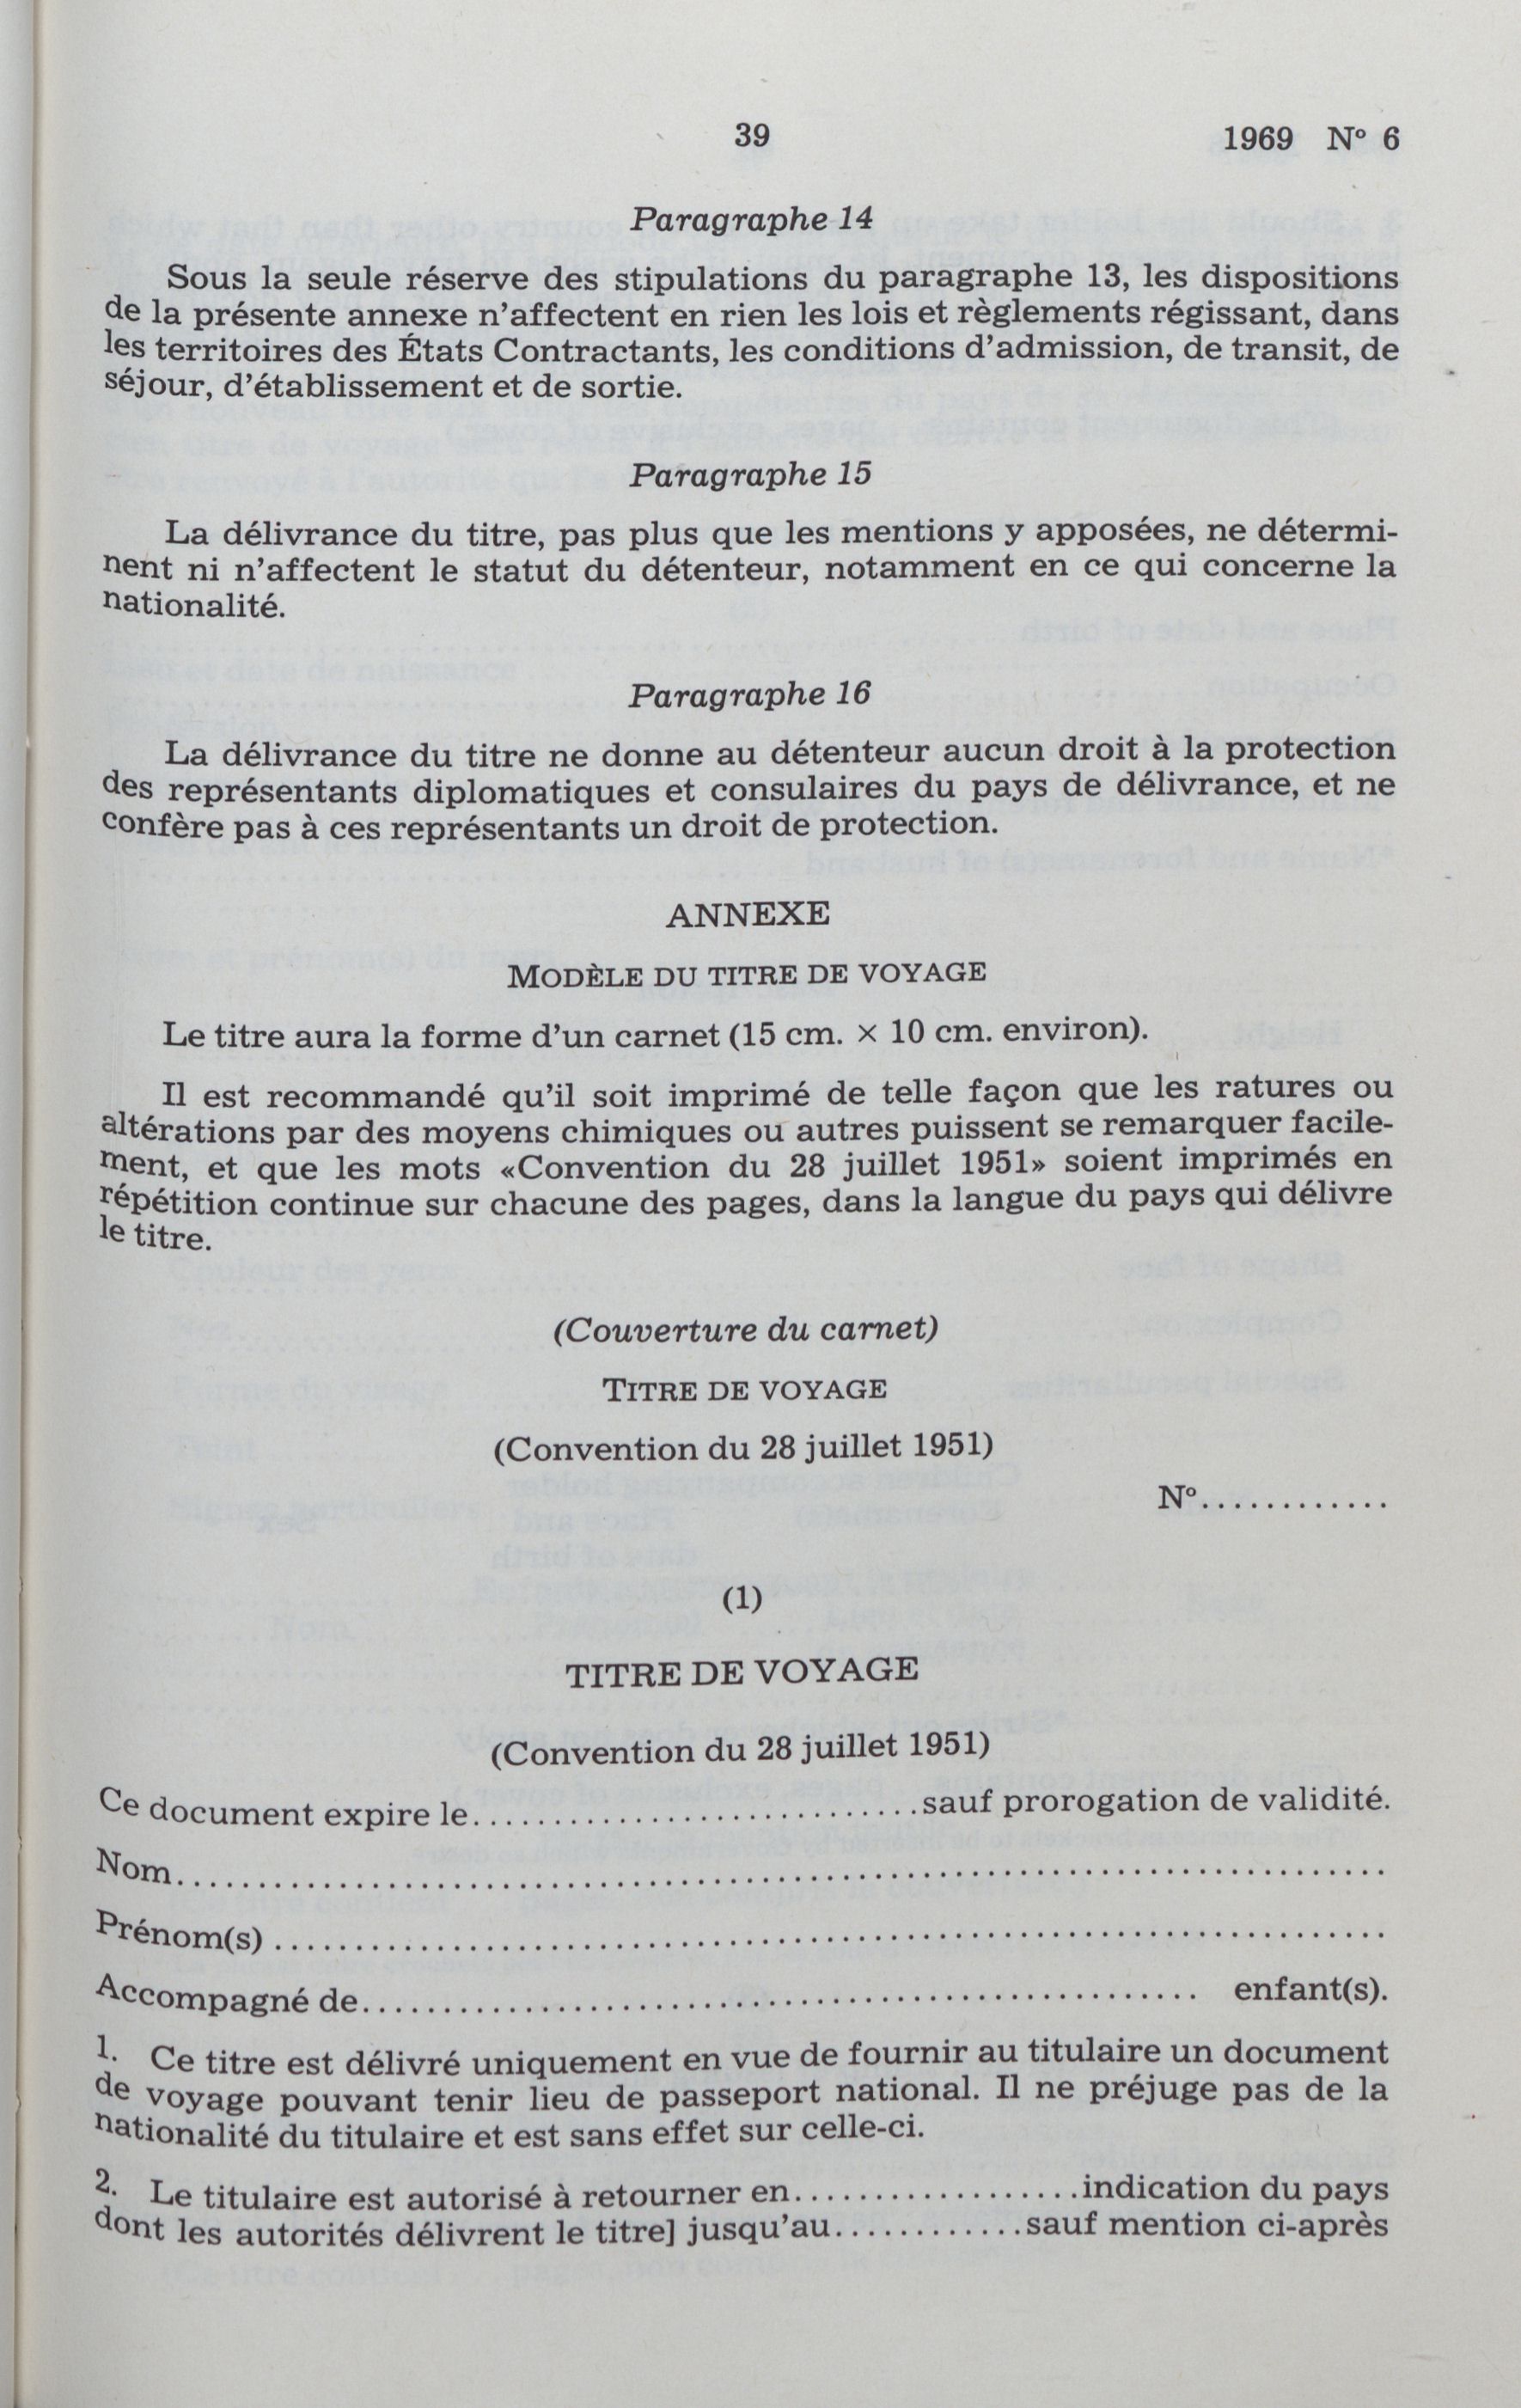 39
1969 Nº 6
Paragraphe 14
Sous la seule réserve des stipulations du paragraphe 13, les dispositions
de la présente annexe n'affectent en rien les lois et règlements régissant, dans
les territoires des États Contractants, les conditions d'admission, de transit, de
séjour, d'établissement et de sortie.
Paragraphe 15
La délivrance du titre, pas plus que les mentions y apposées, ne détermi-
nent ni n'affectent le statut du détenteur, notamment en ce qui concerne la
nationalité.
Paragraphe 16
La délivrance du titre ne donne au détenteur aucun droit à la protection
des représentants diplomatiques et consulaires du pays de délivrance, et ne
confère pas à ces représentants un droit de protection.
ANNEXE
MODÈLE DU TITRE DE VOYAGE
Le titre aura la forme d'un carnet (15 cm. × 10 cm. environ).
Il est recommandé qu'il soit imprimé de telle façon que les ratures ou
altérations par des moyens chimiques ou autres puissent se remarquer facile-
ment, et que les mots «Convention du 28 juillet 1951» soient imprimés en
répétition continue sur chacune des pages, dans la langue du pays qui délivre
le titre.
(Couverture du carnet)
TITRE DE VOYAGE
(Convention du 28 juillet 1951)
Nº............
(1)
TITRE DE VOYAGE
(Convention du 28 juillet 1951)
Ce document expire le............................sauf prorogation de validité.
Nom...........................................................................
Prénom(s) .....................................................................
Accompagné de.................................................... enfant(s).
1. Ce titre est délivré uniquement en vue de fournir au titulaire un document
de voyage pouvant tenir lieu de passeport national. Il ne préjuge pas de la
nationalité du titulaire et est sans effet sur celle-ci.
2. Le titulaire est autorisé à retourner en..................indication du pays
dont les autorités délivrent le titre] jusqu'au............sauf mention ci-après